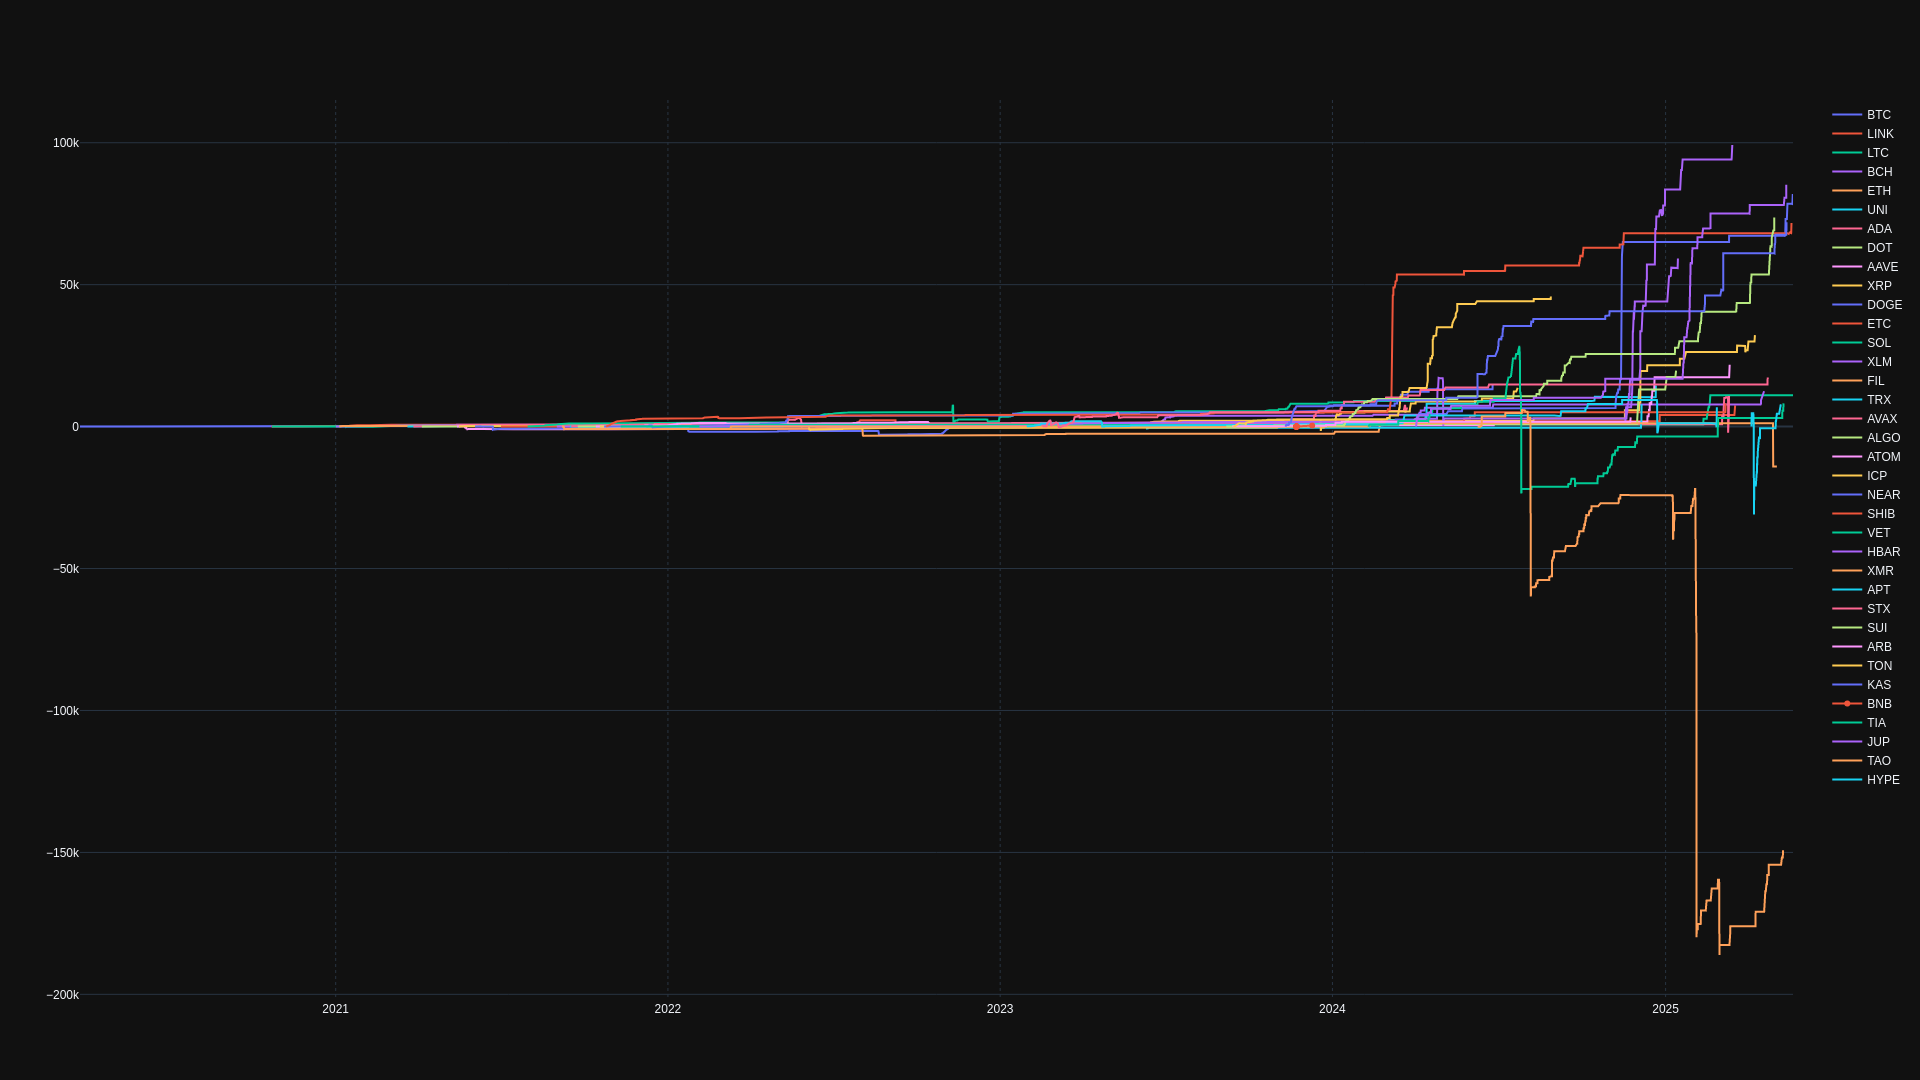 100k
50k
0
−50k
−100k
−150k
−200k
2021
2022
2023
2024
2025
BTC
LINK
LTC
BCH
ETH
UNI
ADA
DOT
AAVE
XRP
DOGE
ETC
SOL
XLM
FIL
TRX
AVAX
ALGO
ATOM
ICP
NEAR
SHIB
VET
HBAR
XMR
APT
STX
SUI
ARB
TON
KAS
BNB
TIA
JUP
TAO
HYPE